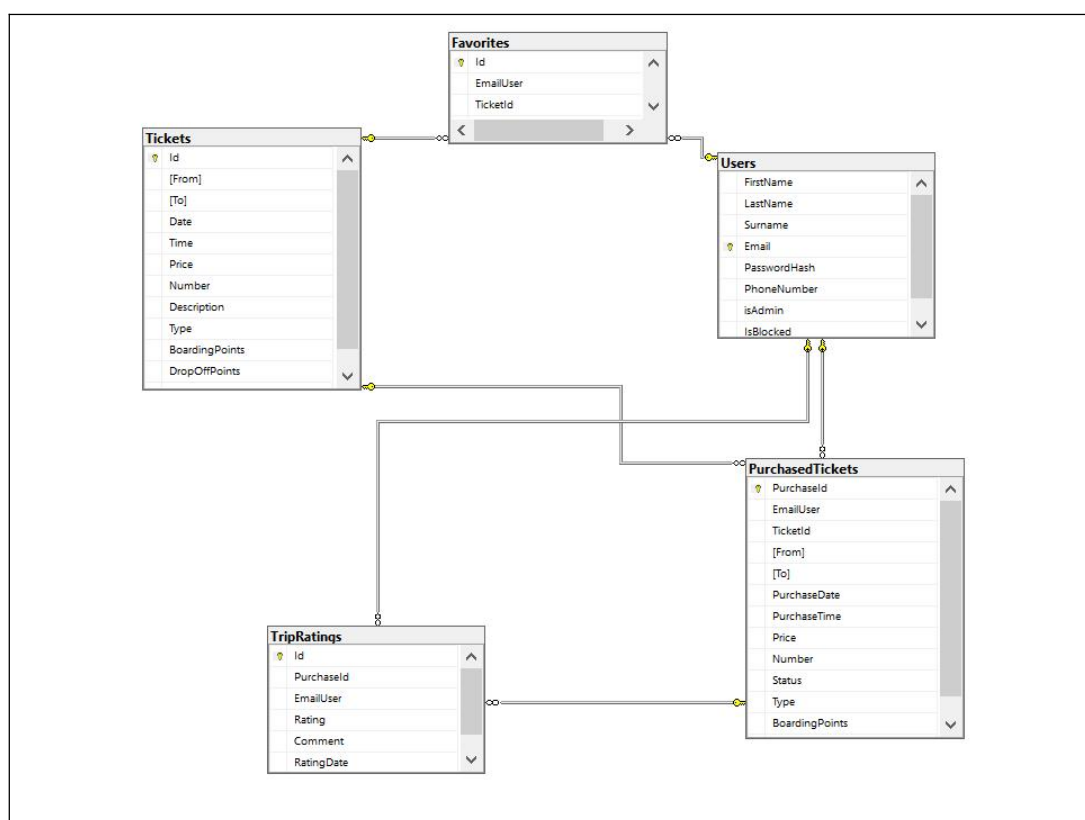 Favorites
Id
EmailUser
TicketId
Tickets
Id
[From]
[To]
Date
Time
Price
Number
Description
Type
BoardingPoints
DropOffPoints
Users
FirstName
LastName
Surname
Email
PasswordHash
PhoneNumber
isAdmin
IsBlocked
PurchasedTickets
PurchaseId
EmailUser
TicketId
[From]
[To]
PurchaseDate
PurchaseTime
Price
Number
Status
Type
BoardingPoints
TripRatings
Id
PurchaseId
EmailUser
Rating
Comment
RatingDate